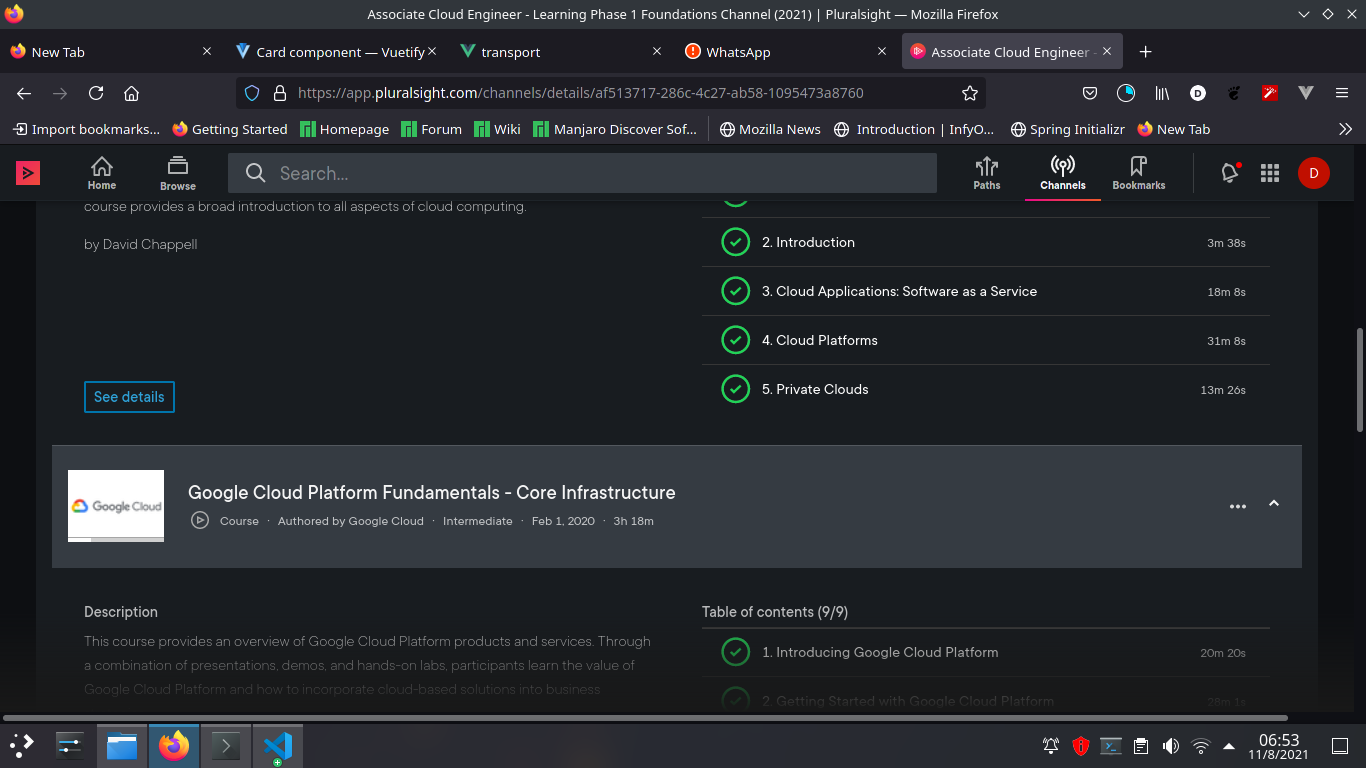 Associate Cloud Engineer - Learning Phase 1 Foundations Channel (2021) | Pluralsight — Mozilla Firefox
New Tab
Card component — Vuetify
transport
WhatsApp
Associate Cloud Engineer -
https://app.pluralsight.com/channels/details/af513717-286c-4c27-ab58-1095473a8760
D
Import bookmarks...
Getting Started
Homepage
Forum
Wiki
Manjaro Discover Sof...
Mozilla News
Introduction | InfyO...
Spring Initializr
New Tab
Home
Browse
Search...
Paths
Channels
Bookmarks
D
course provides a broad introduction to all aspects of cloud computing.
by David Chappell
See details
2. Introduction 3m 38s
3. Cloud Applications: Software as a Service 18m 8s
4. Cloud Platforms 31m 8s
5. Private Clouds 13m 26s
Google Cloud
Google Cloud Platform Fundamentals - Core Infrastructure
Course · Authored by Google Cloud · Intermediate · Feb 1, 2020 · 3h 18m
Description
This course provides an overview of Google Cloud Platform products and services. Through
a combination of presentations, demos, and hands-on labs, participants learn the value of
Google Cloud Platform and how to incorporate cloud-based solutions into business
Table of contents (9/9)
1. Introducing Google Cloud Platform 20m 20s
2. Getting Started with Google Cloud Platform 28m 1s
06:53
11/8/2021